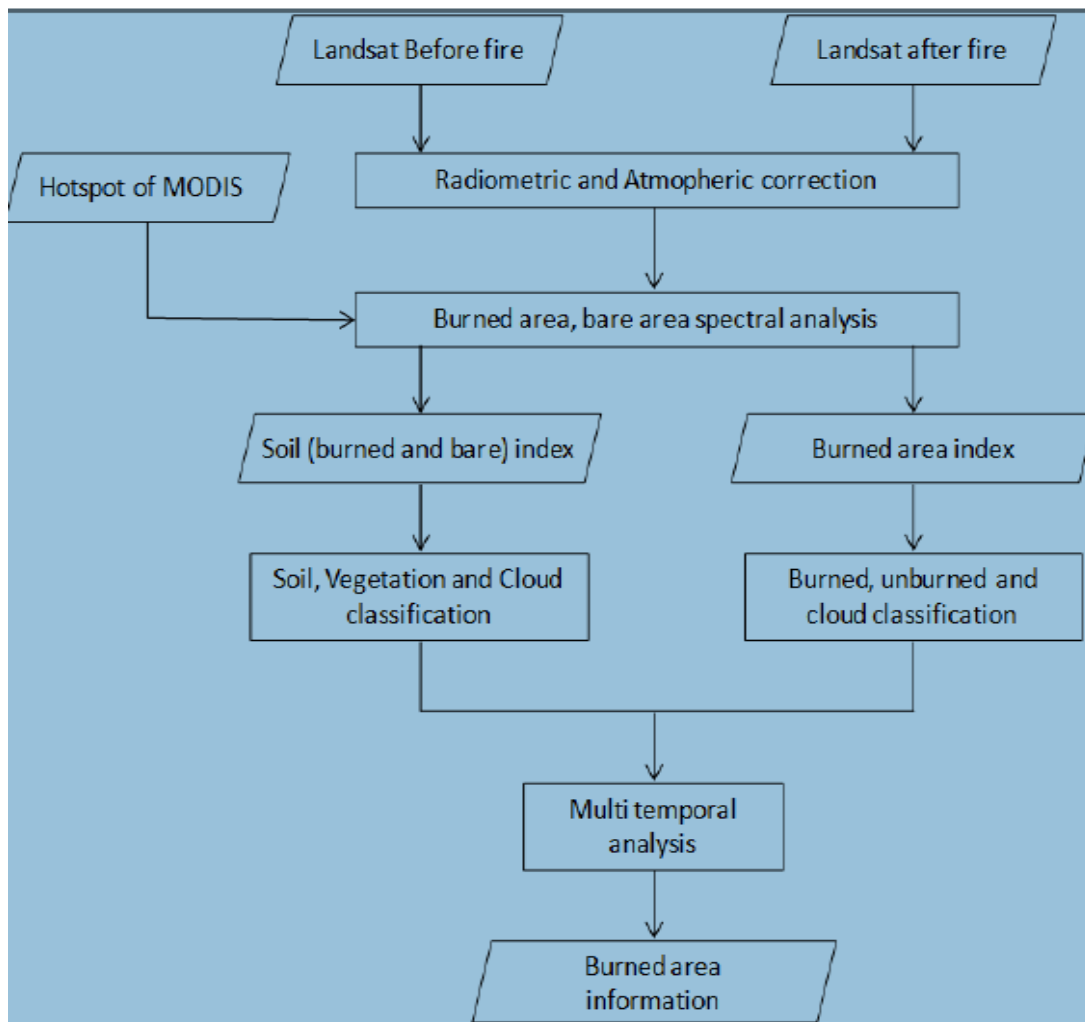 Landsat Before fire
Landsat after fire
Hotspot of MODIS
Radiometric and Atmopheric correction
Burned area, bare area spectral analysis
Soil (burned and bare) index
Burned area index
Soil, Vegetation and Cloud
classification
Burned, unburned and
cloud classification
Multi temporal
analysis
Burned area
information